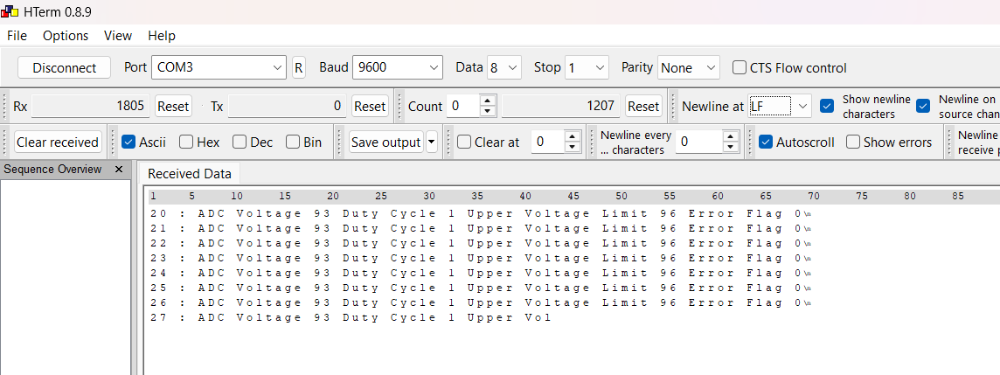 HTerm 0.8.9
File Options View Help
Disconnect Port COM3 R Baud 9600 Data 8 Stop 1 Parity None CTS Flow control
Rx 1805 Reset Tx 0 Reset Count 0 1207 Reset Newline at LF Show newline characters Newline on source chan
Clear received Ascii Hex Dec Bin Save output Clear at 0 Newline every ... characters 0 Autoscroll Show errors Newline receive p
Sequence Overview ×
Received Data
1 5 10 15 20 25 30 35 40 45 50 55 60 65 70 75 80 85
20 : ADC Voltage 93 Duty Cycle 1 Upper Voltage Limit 96 Error Flag 0\n
21 : ADC Voltage 93 Duty Cycle 1 Upper Voltage Limit 96 Error Flag 0\n
22 : ADC Voltage 93 Duty Cycle 1 Upper Voltage Limit 96 Error Flag 0\n
23 : ADC Voltage 93 Duty Cycle 1 Upper Voltage Limit 96 Error Flag 0\n
24 : ADC Voltage 93 Duty Cycle 1 Upper Voltage Limit 96 Error Flag 0\n
25 : ADC Voltage 93 Duty Cycle 1 Upper Voltage Limit 96 Error Flag 0\n
26 : ADC Voltage 93 Duty Cycle 1 Upper Voltage Limit 96 Error Flag 0\n
27 : ADC Voltage 93 Duty Cycle 1 Upper Vol